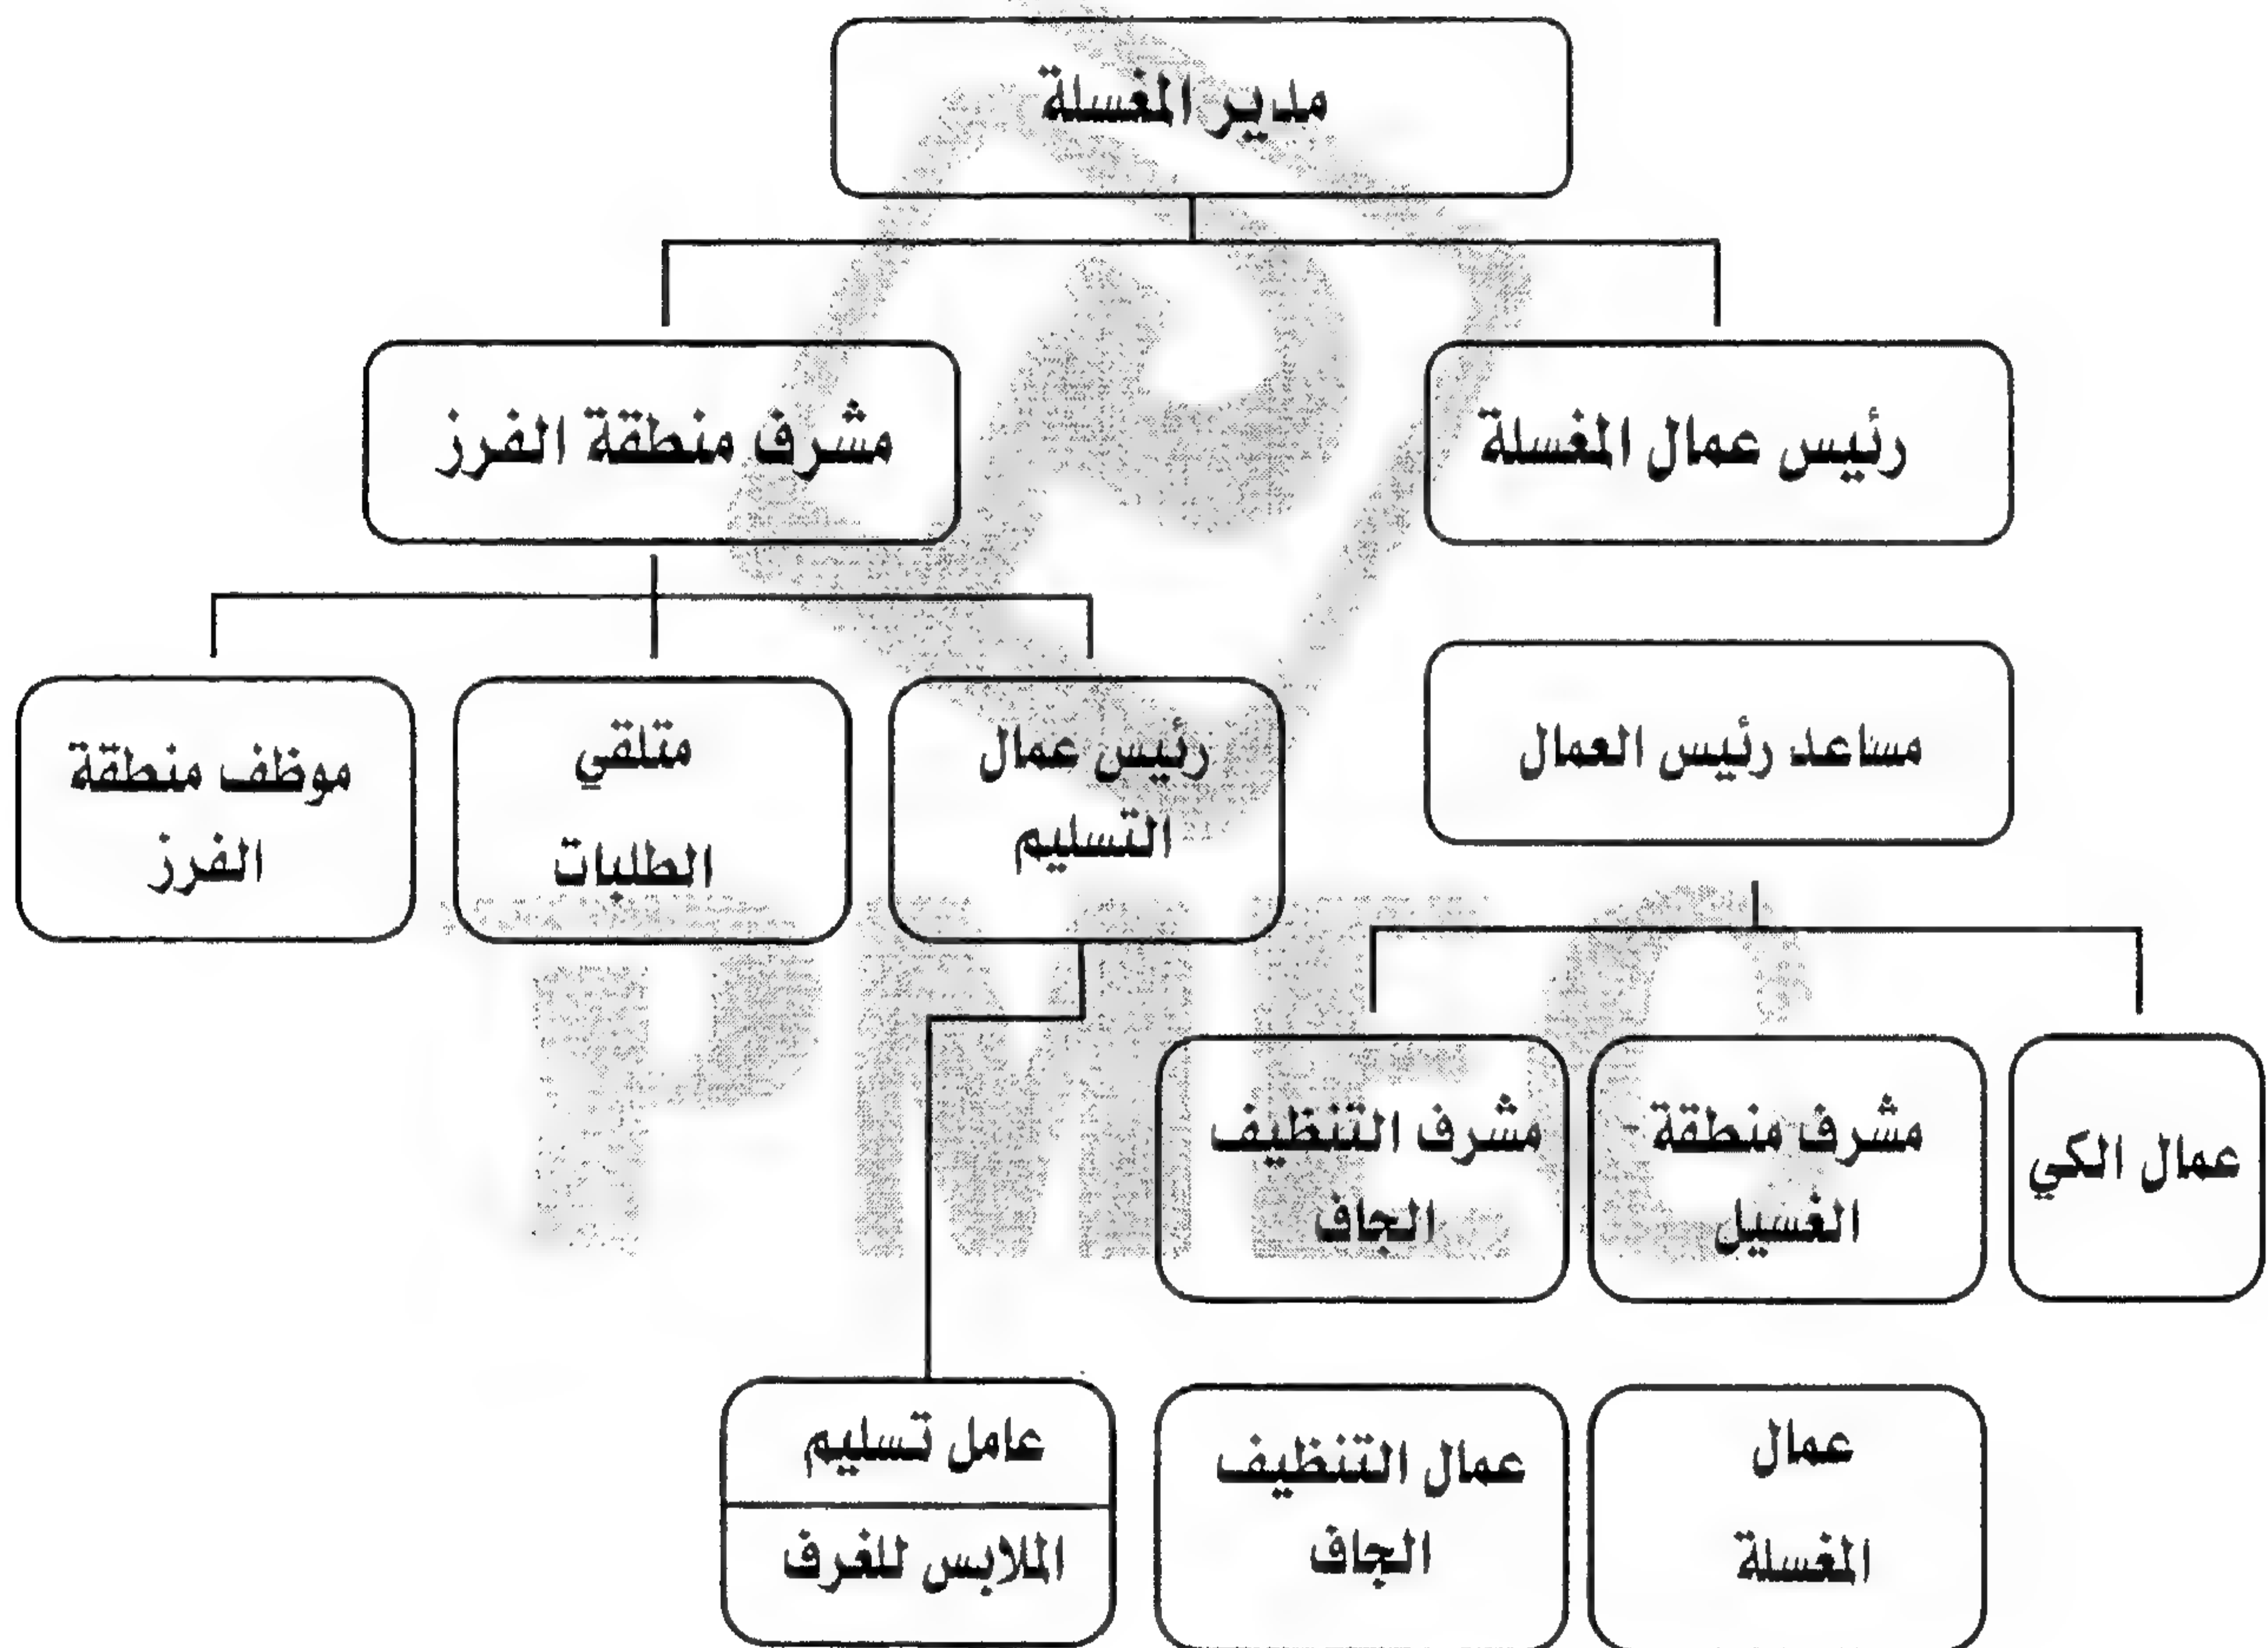 مدير المغسلة
رئيس عمال المغسلة
مشرف منطقة الفرز
مساعد رئيس العمال
رئيس عمال
التسليم
متلقي
الطلبات
موظف منطقة
الفرز
عمال الكي
مشرف منطقة
الغسيل
مشرف التنظيف
الجاف
عمال
المغسلة
عمال التنظيف
الجاف
عامل تسليم
الملابس للغرف
PMEC